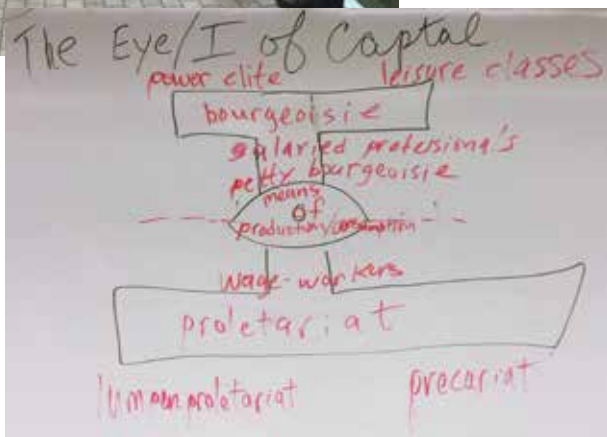 The Eye/I of Captal
power elite leisure classes
bourgeoisie
salaried professiona's
petty bourgeoisie
means
of
production/consumption
wage-workers
proletariat
lumpenproletariat precariat